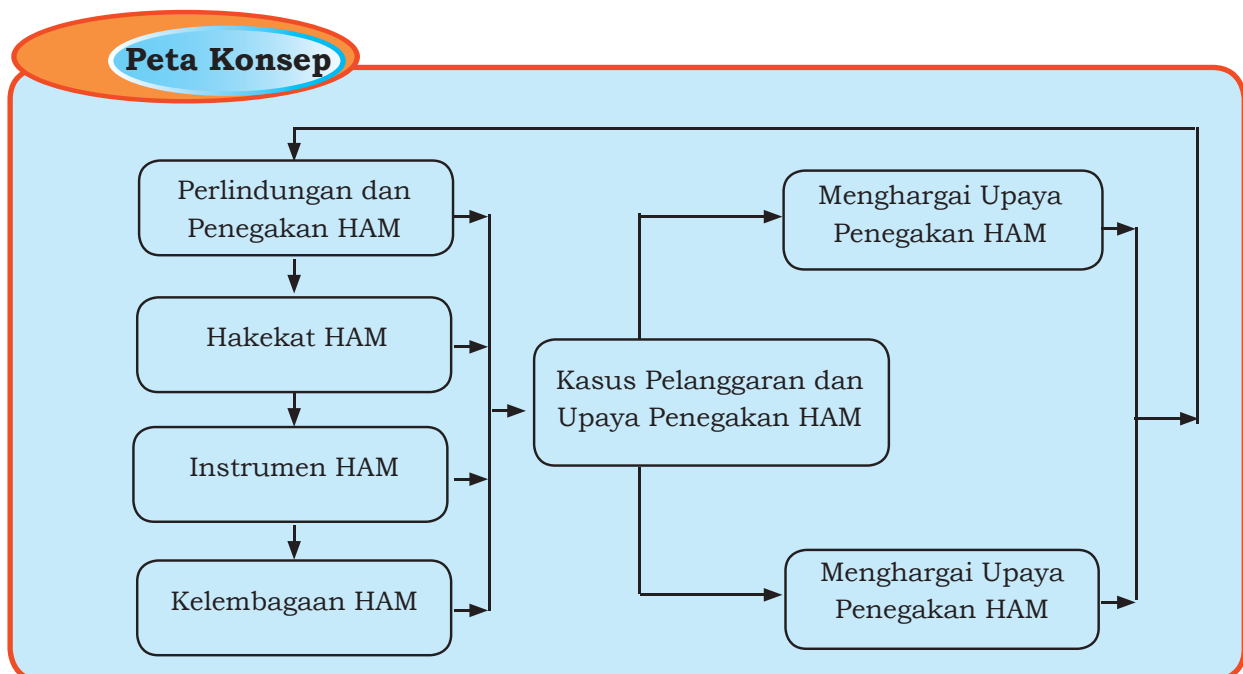 Peta Konsep
Perlindungan dan
Penegakan HAM
Hakekat HAM
Instrumen HAM
Kelembagaan HAM
Kasus Pelanggaran dan
Upaya Penegakan HAM
Menghargai Upaya
Penegakan HAM
Menghargai Upaya
Penegakan HAM